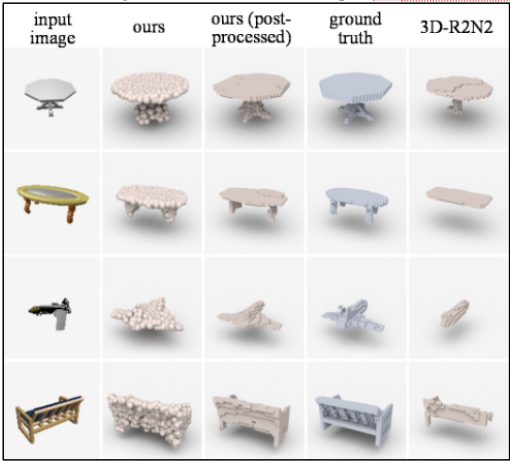 input
image
ours
ours (post-
processed)
ground
truth
3D-R2N2